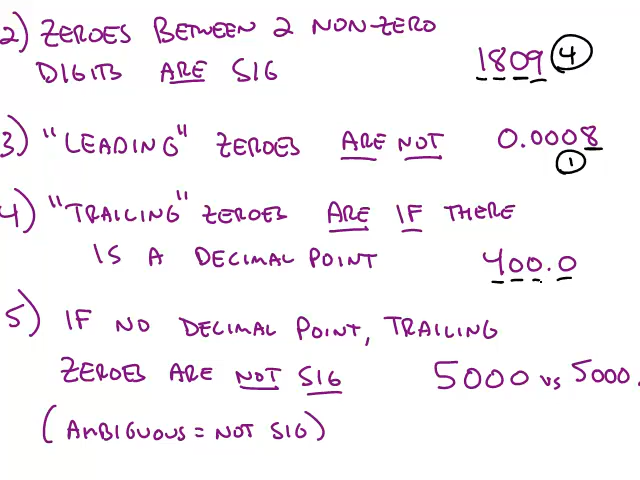 2) ZEROES BETWEEN 2 NON-ZERO
DIGITS ARE SIG 1809 4
3) "LEADING" ZEROES ARE NOT 0.0008
1
4) "TRAILING" ZEROES ARE IF THERE
IS A DECIMAL POINT 400.0
5) IF NO DECIMAL POINT, TRAILING
ZEROES ARE NOT SIG 5000 vs 5000.
(AMBIGUOUS = NOT SIG)